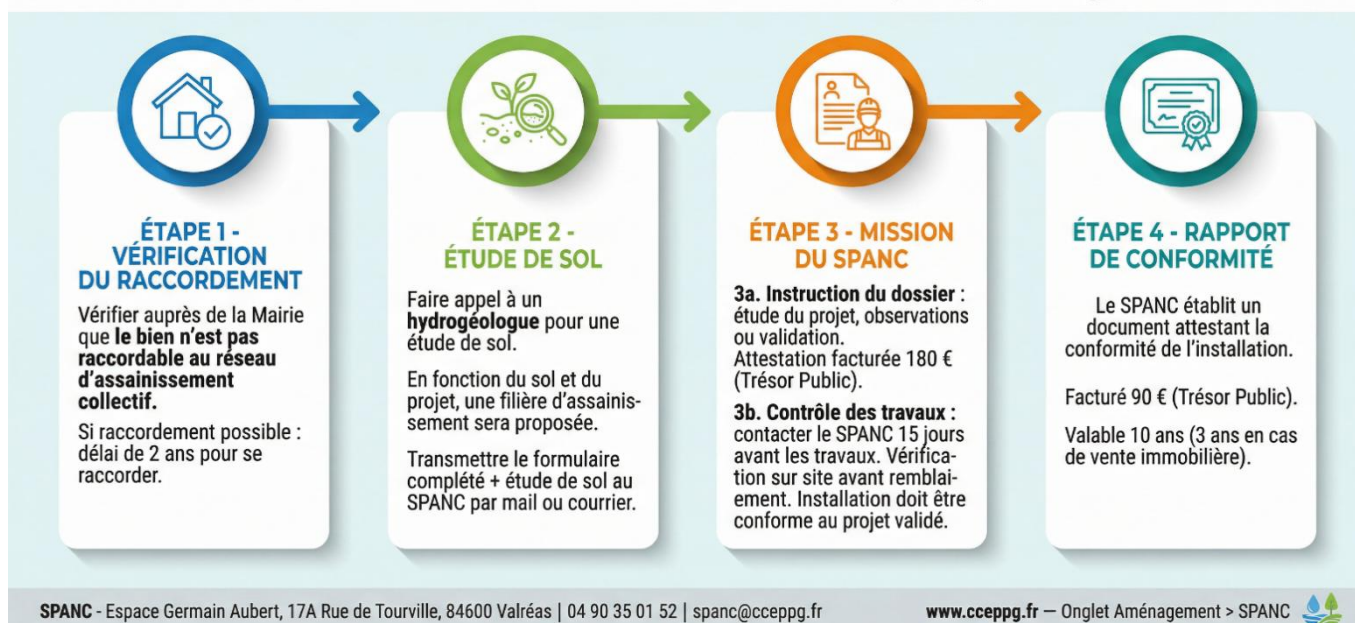 ÉTAPE 1 -
VÉRIFICATION
DU RACCORDEMENT
Vérifier auprès de la Mairie
que le bien n'est pas
raccordable au réseau
d'assainissement
collectif.
Si raccordement possible :
délai de 2 ans pour se
raccorder.
ÉTAPE 2 -
ÉTUDE DE SOL
Faire appel à un
hydrogéologue pour une
étude de sol.
En fonction du sol et du
projet, une filière d'assainis-
sement sera proposée.
Transmettre le formulaire
complété + étude de sol au
SPANC par mail ou courrier.
ÉTAPE 3 - MISSION
DU SPANC
3a. Instruction du dossier :
étude du projet, observations
ou validation.
Attestation facturée 180 €
(Trésor Public).
3b. Contrôle des travaux :
contacter le SPANC 15 jours
avant les travaux. Vérifica-
tion sur site avant remblai-
ement. Installation doit être
conforme au projet validé.
ÉTAPE 4 - RAPPORT
DE CONFORMITÉ
Le SPANC établit un
document attestant la
conformité de l'installation.
Facturé 90 € (Trésor Public).
Valable 10 ans (3 ans en cas
de vente immobilière).
SPANC - Espace Germain Aubert, 17A Rue de Tourville, 84600 Valréas | 04 90 35 01 52 | spanc@cceppg.fr
www.cceppg.fr — Onglet Aménagement > SPANC